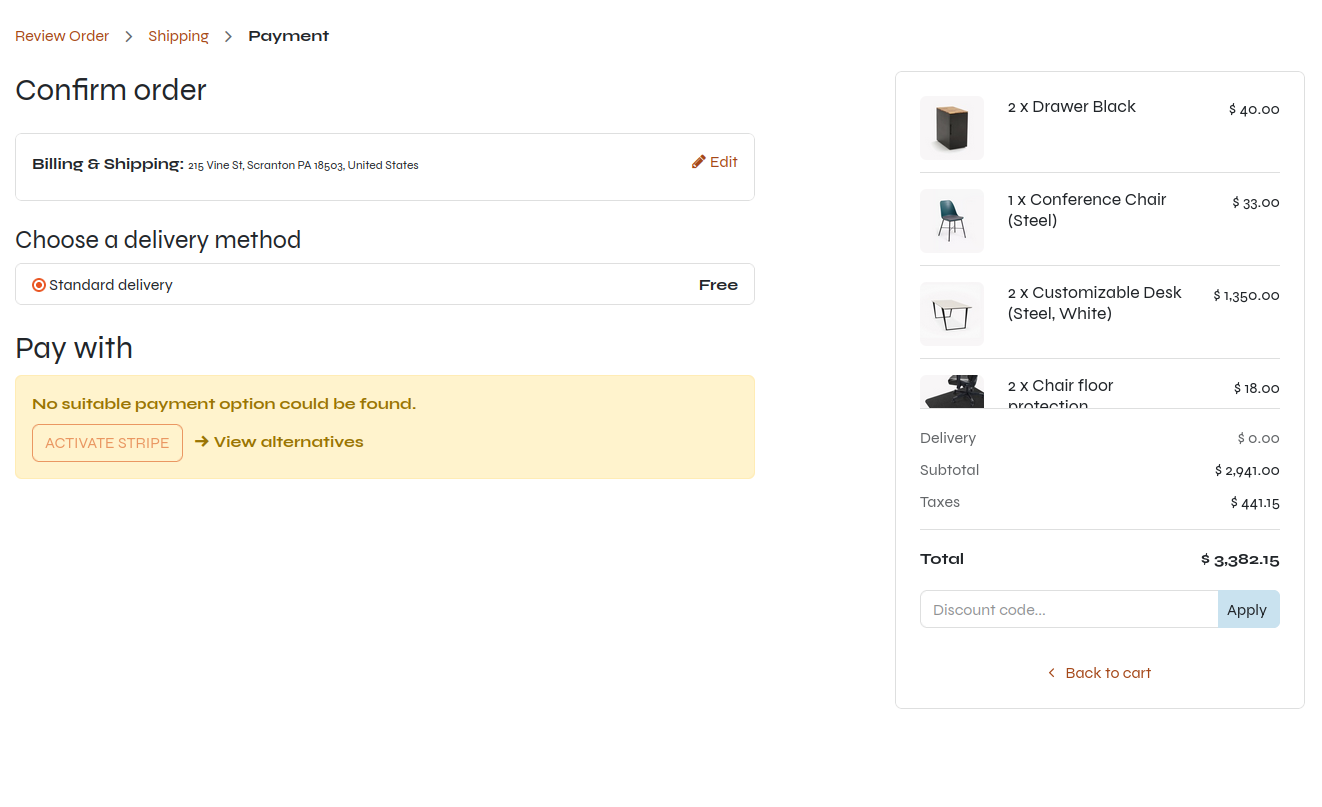 Review Order > Shipping > Payment
Confirm order
Billing & Shipping: 215 Vine St, Scranton PA 18503, United States
Edit
Choose a delivery method
Standard delivery
Free
Pay with
No suitable payment option could be found.
ACTIVATE STRIPE
View alternatives
2 x Drawer Black
$ 40.00
1 x Conference Chair
(Steel)
$ 33.00
2 x Customizable Desk
(Steel, White)
$ 1,350.00
2 x Chair floor
protection
$ 18.00
Delivery
$ 0.00
Subtotal
$ 2,941.00
Taxes
$ 441.15
Total
$ 3,382.15
Discount code...
Apply
Back to cart